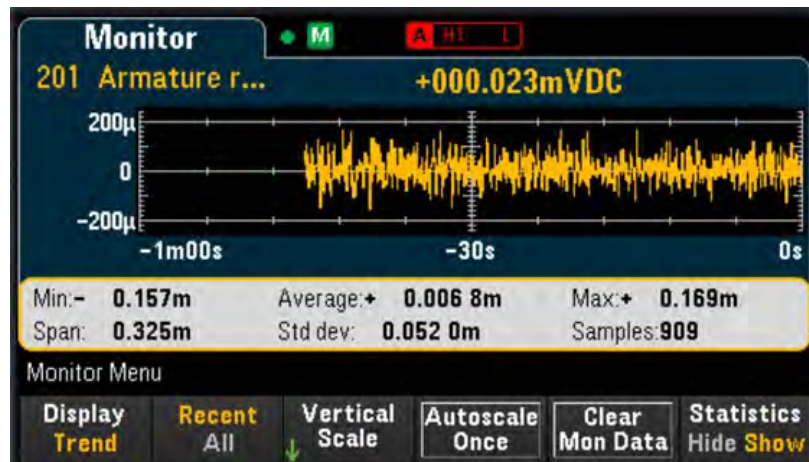 Monitor M A H1 L
201 Armature r... +000.023mVDC
200µ
0
-200µ
-1m00s -30s 0s
Min:- 0.157m Average:+ 0.006 8m Max:+ 0.169m
Span: 0.325m Std dev: 0.052 0m Samples:909
Monitor Menu
Display Recent Vertical Autoscale Clear Statistics
Trend All Scale Once Mon Data Hide Show